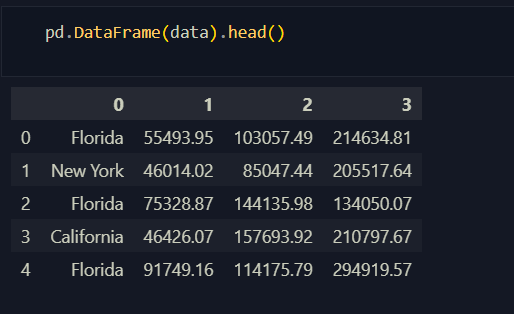 pd.DataFrame(data).head()
0 1 2 3
0 Florida 55493.95 103057.49 214634.81
1 New York 46014.02 85047.44 205517.64
2 Florida 75328.87 144135.98 134050.07
3 California 46426.07 157693.92 210797.67
4 Florida 91749.16 114175.79 294919.57